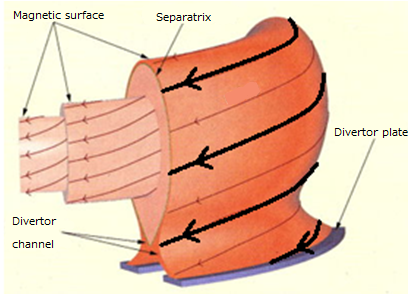 Magnetic surface
Separatrix
Divertor plate
Divertor
channel